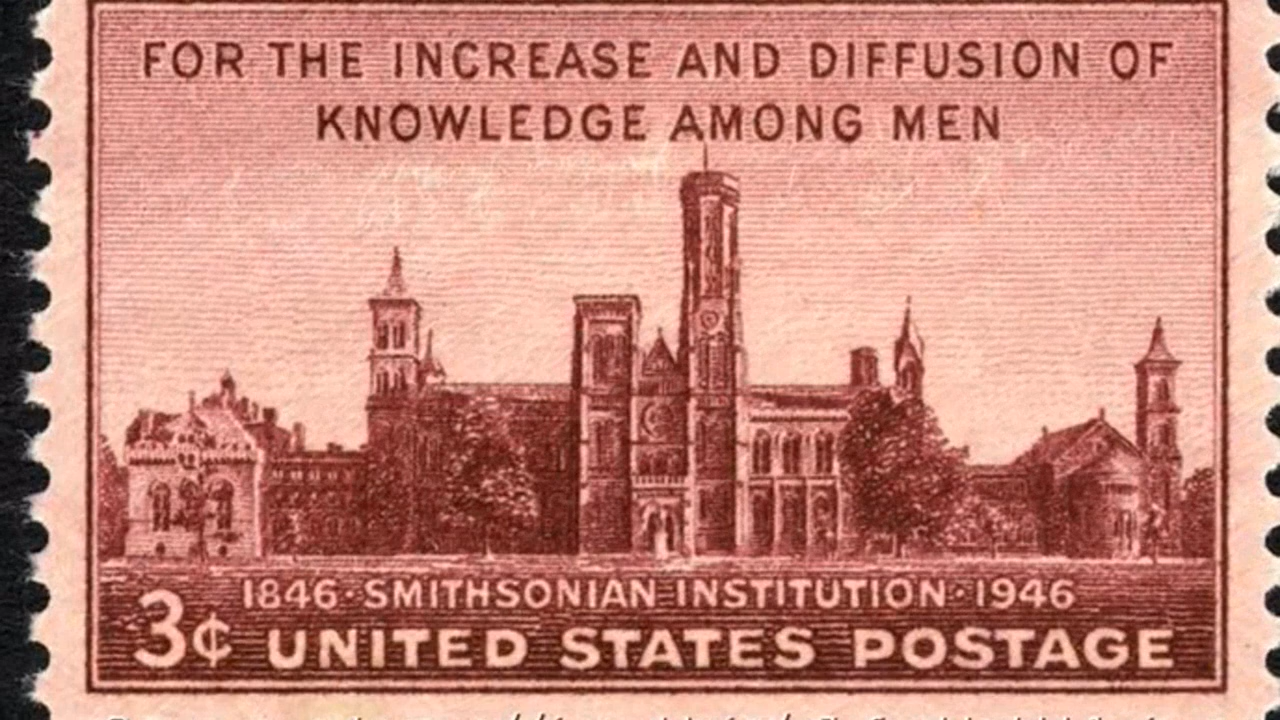 FOR THE INCREASE AND DIFFUSION OF
KNOWLEDGE AMONG MEN
1846·SMITHSONIAN INSTITUTION·1946
3¢ UNITED STATES POSTAGE